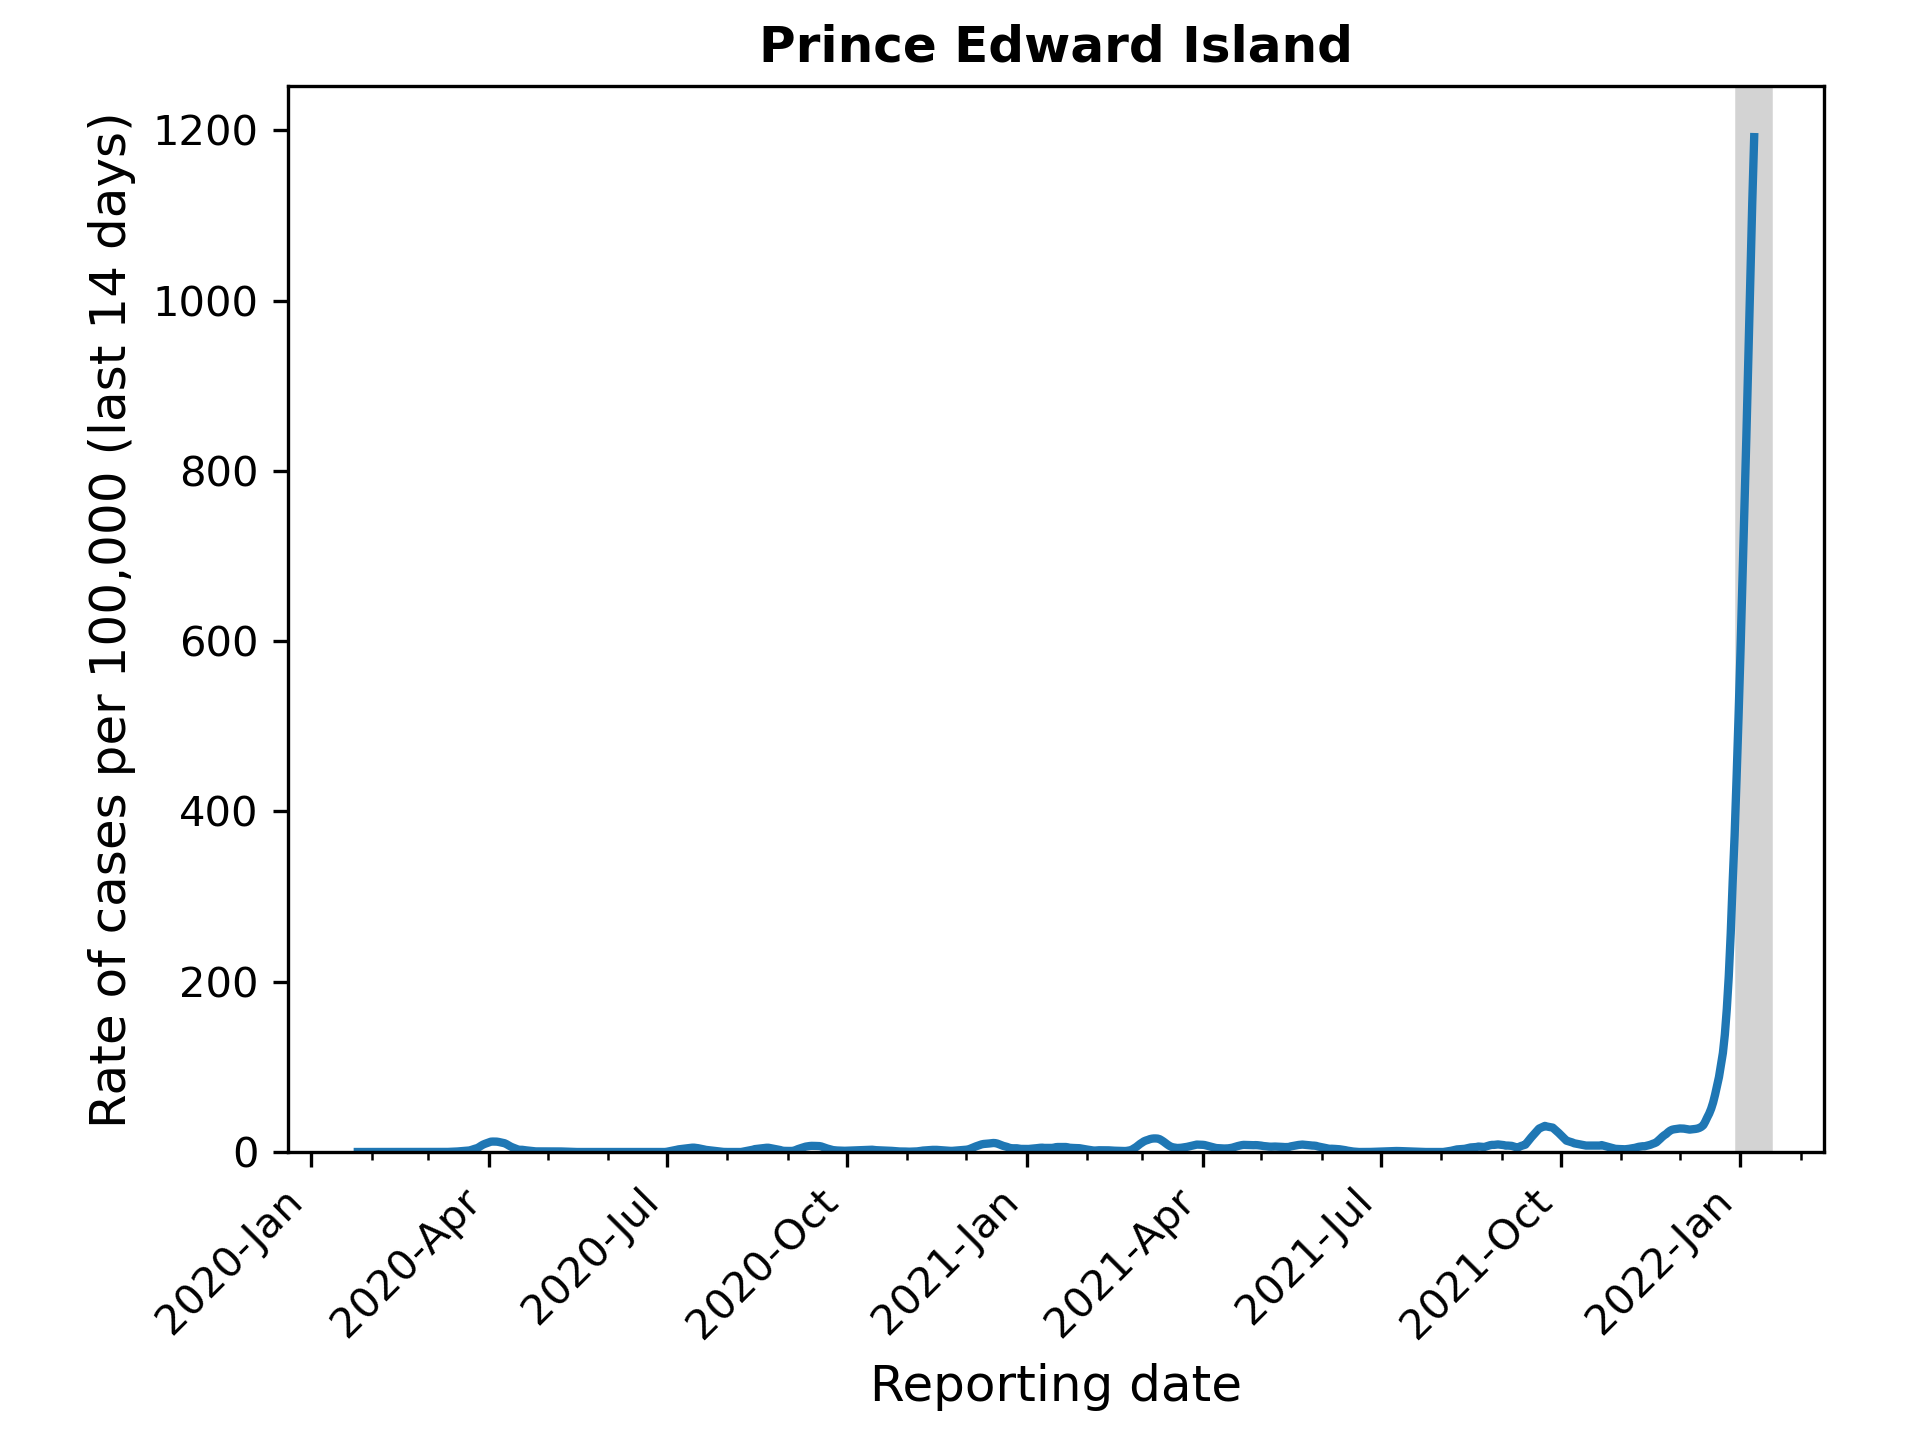 Prince Edward Island
Rate of cases per 100,000 (last 14 days)
1200
1000
800
600
400
200
0
2020-Jan
2020-Apr
2020-Jul
2020-Oct
2021-Jan
2021-Apr
2021-Jul
2021-Oct
2022-Jan
Reporting date